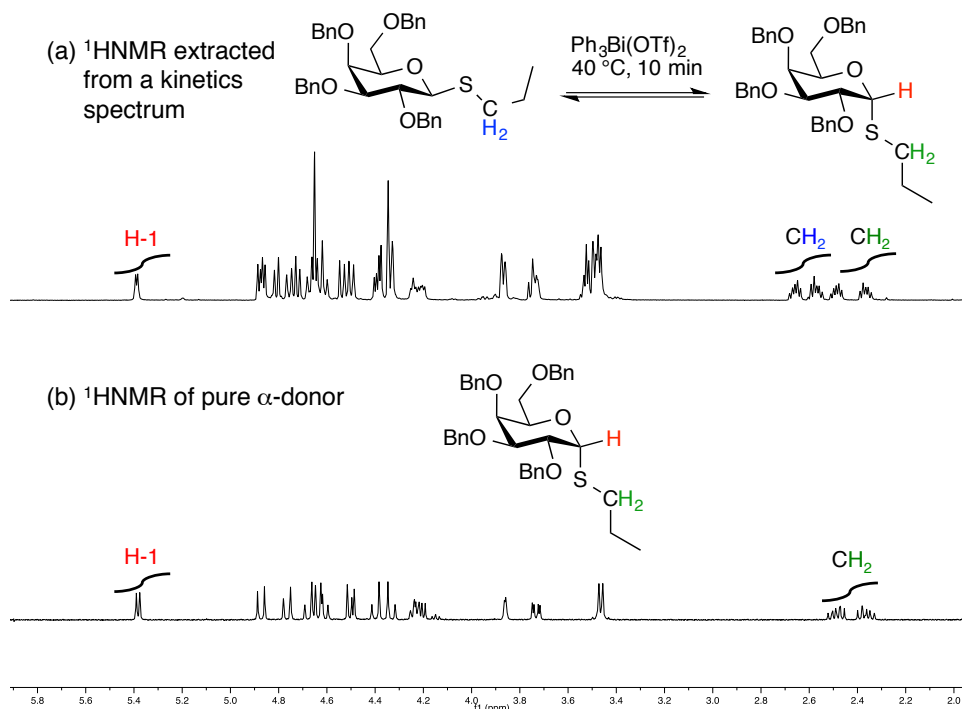 (a) ¹HNMR extracted
from a kinetics
spectrum
OBn
BnO
O
BnO
OBn
S
C
H₂
Ph₃Bi(OTf)₂
40 °C, 10 min
BnO
OBn
O
H
BnO
BnO
S
CH₂
H-1
CH₂
CH₂
(b) ¹HNMR of pure α-donor
BnO
OBn
O
H
BnO
BnO
S
CH₂
H-1
CH₂
5.8 5.6 5.4 5.2 5.0 4.8 4.6 4.4 4.2 4.0 3.8 3.6 3.4 3.2 3.0 2.8 2.6 2.4 2.2 2.0
f1 (ppm)